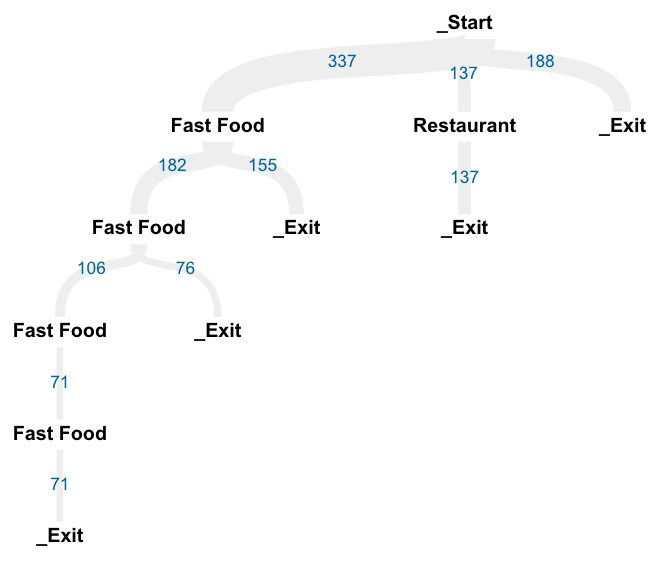 _Start
337 137 188
Fast Food Restaurant _Exit
182 155 137
Fast Food _Exit _Exit
106 76
Fast Food _Exit
71
Fast Food
71
_Exit